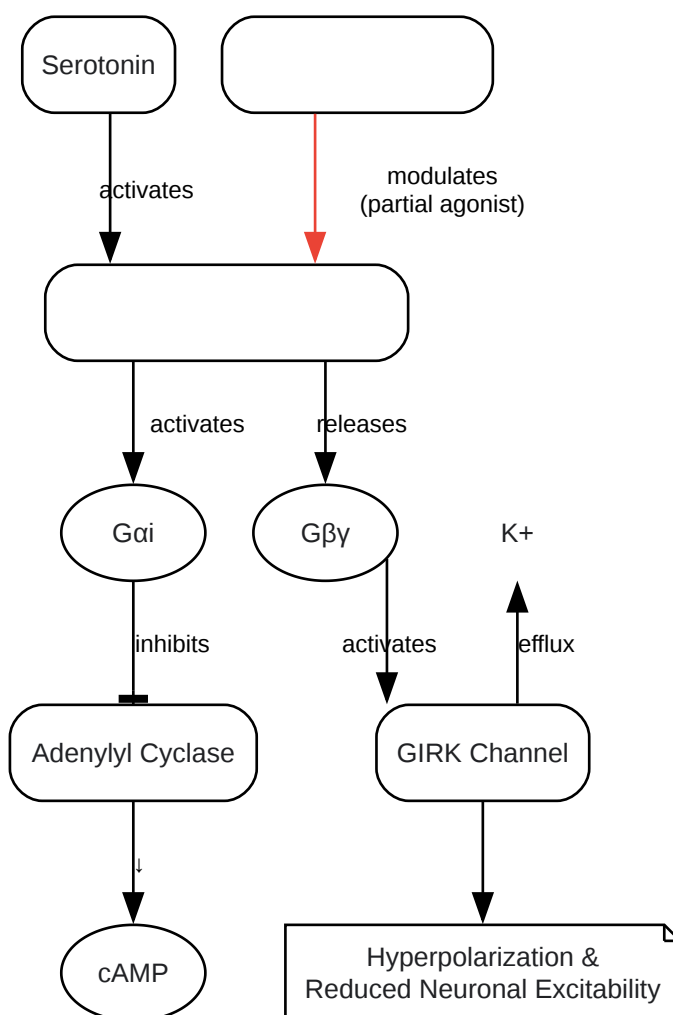 Serotonin
activates
modulates
(partial agonist)
activates
releases
Gαi
Gβγ
K+
inhibits
activates
efflux
Adenylyl Cyclase
GIRK Channel
↓
cAMP
Hyperpolarization &
Reduced Neuronal Excitability